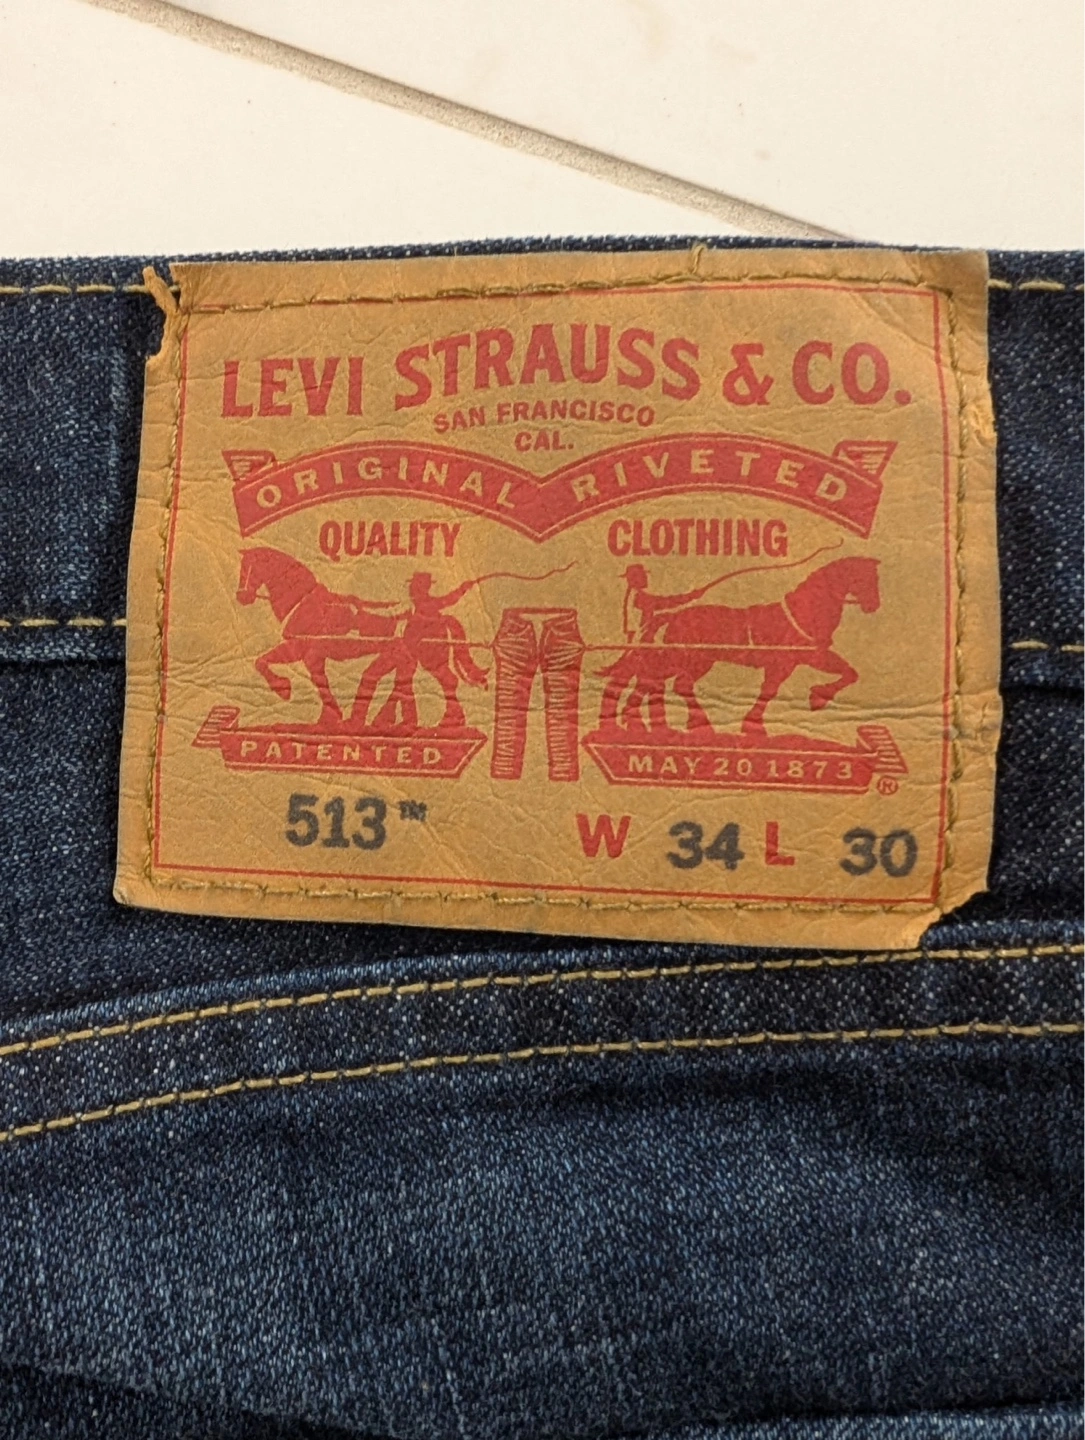 LEVI STRAUSS & CO.
SAN FRANCISCO
CAL.
ORIGINAL RIVETED
QUALITY CLOTHING
PATENTED MAY 20 1873 ®
513™ W 34 L 30